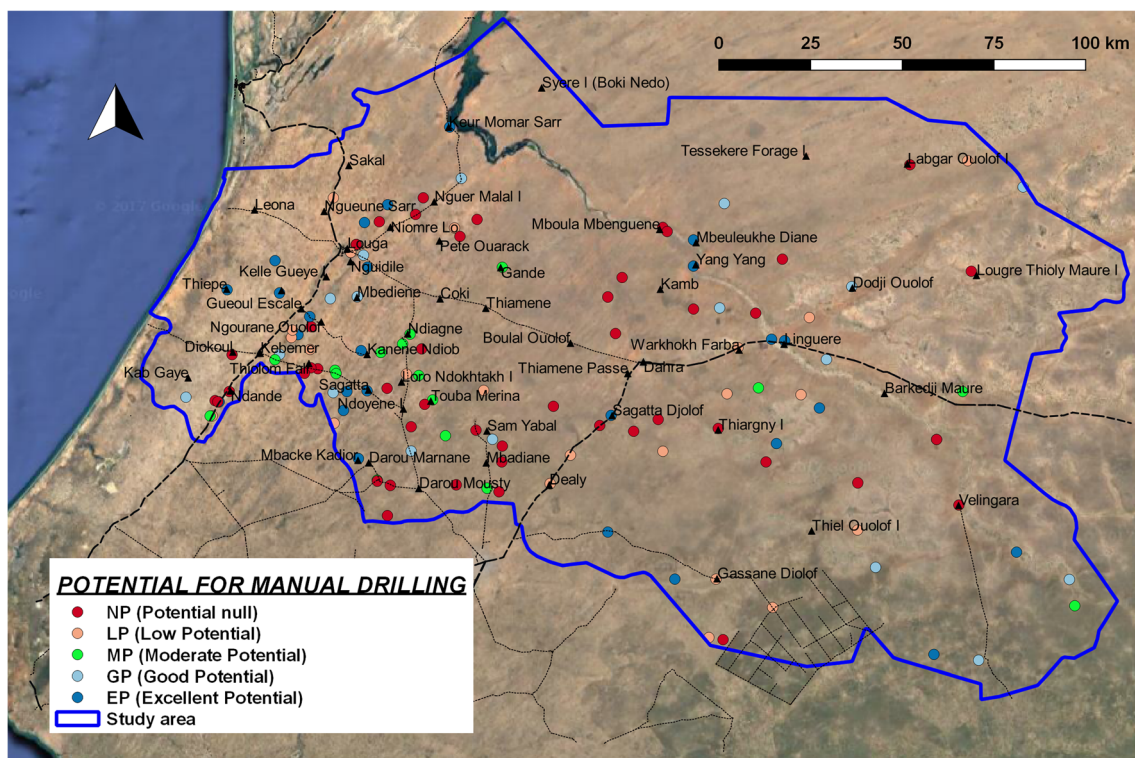 0 25 50 75 100 km
Syere I (Boki Nedo)
Keur Momar Sarr
Tessekere Forage I
Labgar Ouolof I
Sakal
Leona
Ngueune Sarr
Nguer Malal I
© 2017 Google
Niomre Lo
Mboula Mbenguene
Mbeuleukhe Diane
Louga
Pete Ouarack
Yang Yang
Nguidile
Gande
Lougre Thioly Maure I
Kelle Gueye
Thiepe
Kamb
Dodji Ouolof
Mbediene
Coki
Gueoul Escale
Thiamene
Ngourane Ouolof
Ndiagne
Boulal Ouolof
Warkhokh Farba
Linguere
Diokoul
Kebemer
Kanene Ndiob
Thiolom Fall
Thiamene Passe
Dahra
Kab Gaye
Loro Ndokhtakh I
Sagatta
Barkedji Maure
Ndande
Touba Merina
Ndoyene I
Sagatta Djolof
Sam Yabal
Thiargny I
Mbacke Kadior
Darou Marnane
Mbadiane
Darou Mousty
Dealy
Velingara
Thiel Ouolof I
Gassane Diolof
POTENTIAL FOR MANUAL DRILLING
NP (Potential null)
LP (Low Potential)
MP (Moderate Potential)
GP (Good Potential)
EP (Excellent Potential)
Study area